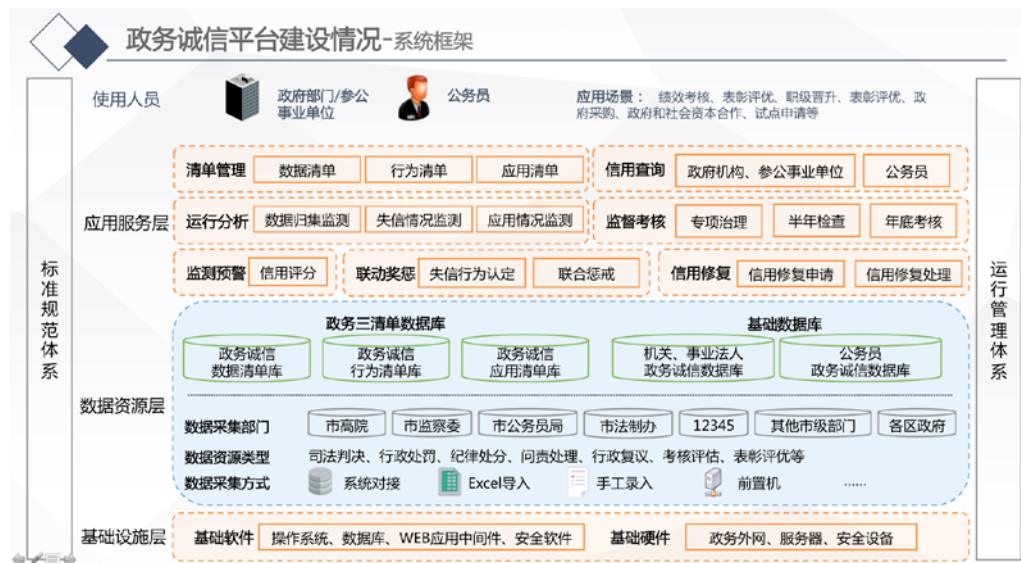 政务诚信平台建设情况-系统框架
使用人员
政府部门/参公
事业单位
公务员
应用场景： 绩效考核、表彰评优、职级晋升、表彰评优、政
府采购、政府和社会资本合作、试点申请等
标准规范体系
运行管理体系
应用服务层
清单管理 数据清单 行为清单 应用清单
信用查询 政府机构、参公事业单位 公务员
运行分析 数据归集监测 失信情况监测 应用情况监测
监督考核 专项治理 半年检查 年底考核
监测预警 信用评分
联动奖惩 失信行为认定 联合惩戒
信用修复 信用修复申请 信用修复处理
数据资源层
政务三清单数据库
政务诚信
数据清单库
政务诚信
行为清单库
政务诚信
应用清单库
基础数据库
机关、事业法人
政务诚信数据库
公务员
政务诚信数据库
数据采集部门 市高院 市监察委 市公务员局 市法制办 12345 其他市级部门 各区政府
数据资源类型 司法判决、行政处罚、纪律处分、问责处理、行政复议、考核评估、表彰评优等
数据采集方式 系统对接 Excel导入 手工录入 前置机 ……
基础设施层
基础软件 操作系统、数据库、WEB应用中间件、安全软件
基础硬件 政务外网、服务器、安全设备